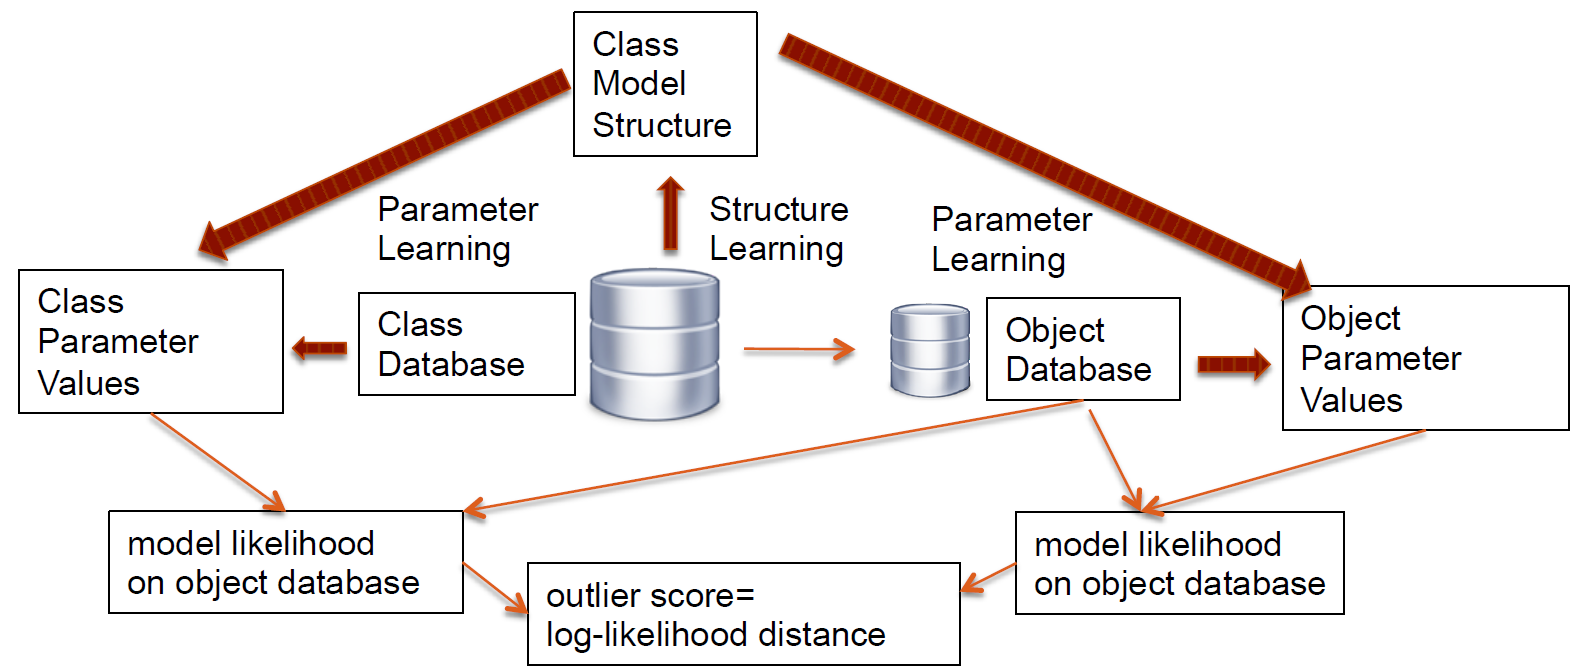 Class
Model
Structure
Parameter
Learning
Structure
Learning
Parameter
Learning
Class
Parameter
Values
Class
Database
Object
Database
Object
Parameter
Values
model likelihood
on object database
outlier score=
log-likelihood distance
model likelihood
on object database